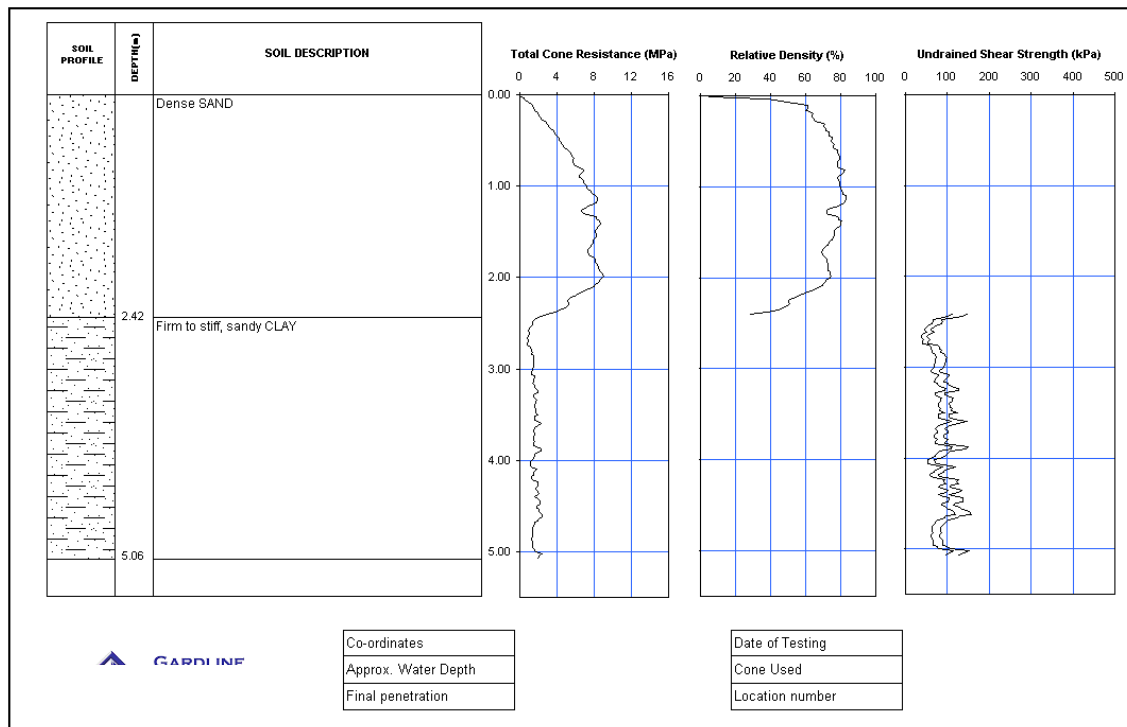 SOIL PROFILE
DEPTH(m)
SOIL DESCRIPTION
Total Cone Resistance (MPa)
0 4 8 12 16
Relative Density (%)
0 20 40 60 80 100
Undrained Shear Strength (kPa)
0 100 200 300 400 500
0.00
Dense SAND
1.00
2.00
2.42
Firm to stiff, sandy CLAY
3.00
4.00
5.00
5.06
GARDLINE
Co-ordinates
Approx. Water Depth
Final penetration
Date of Testing
Cone Used
Location number